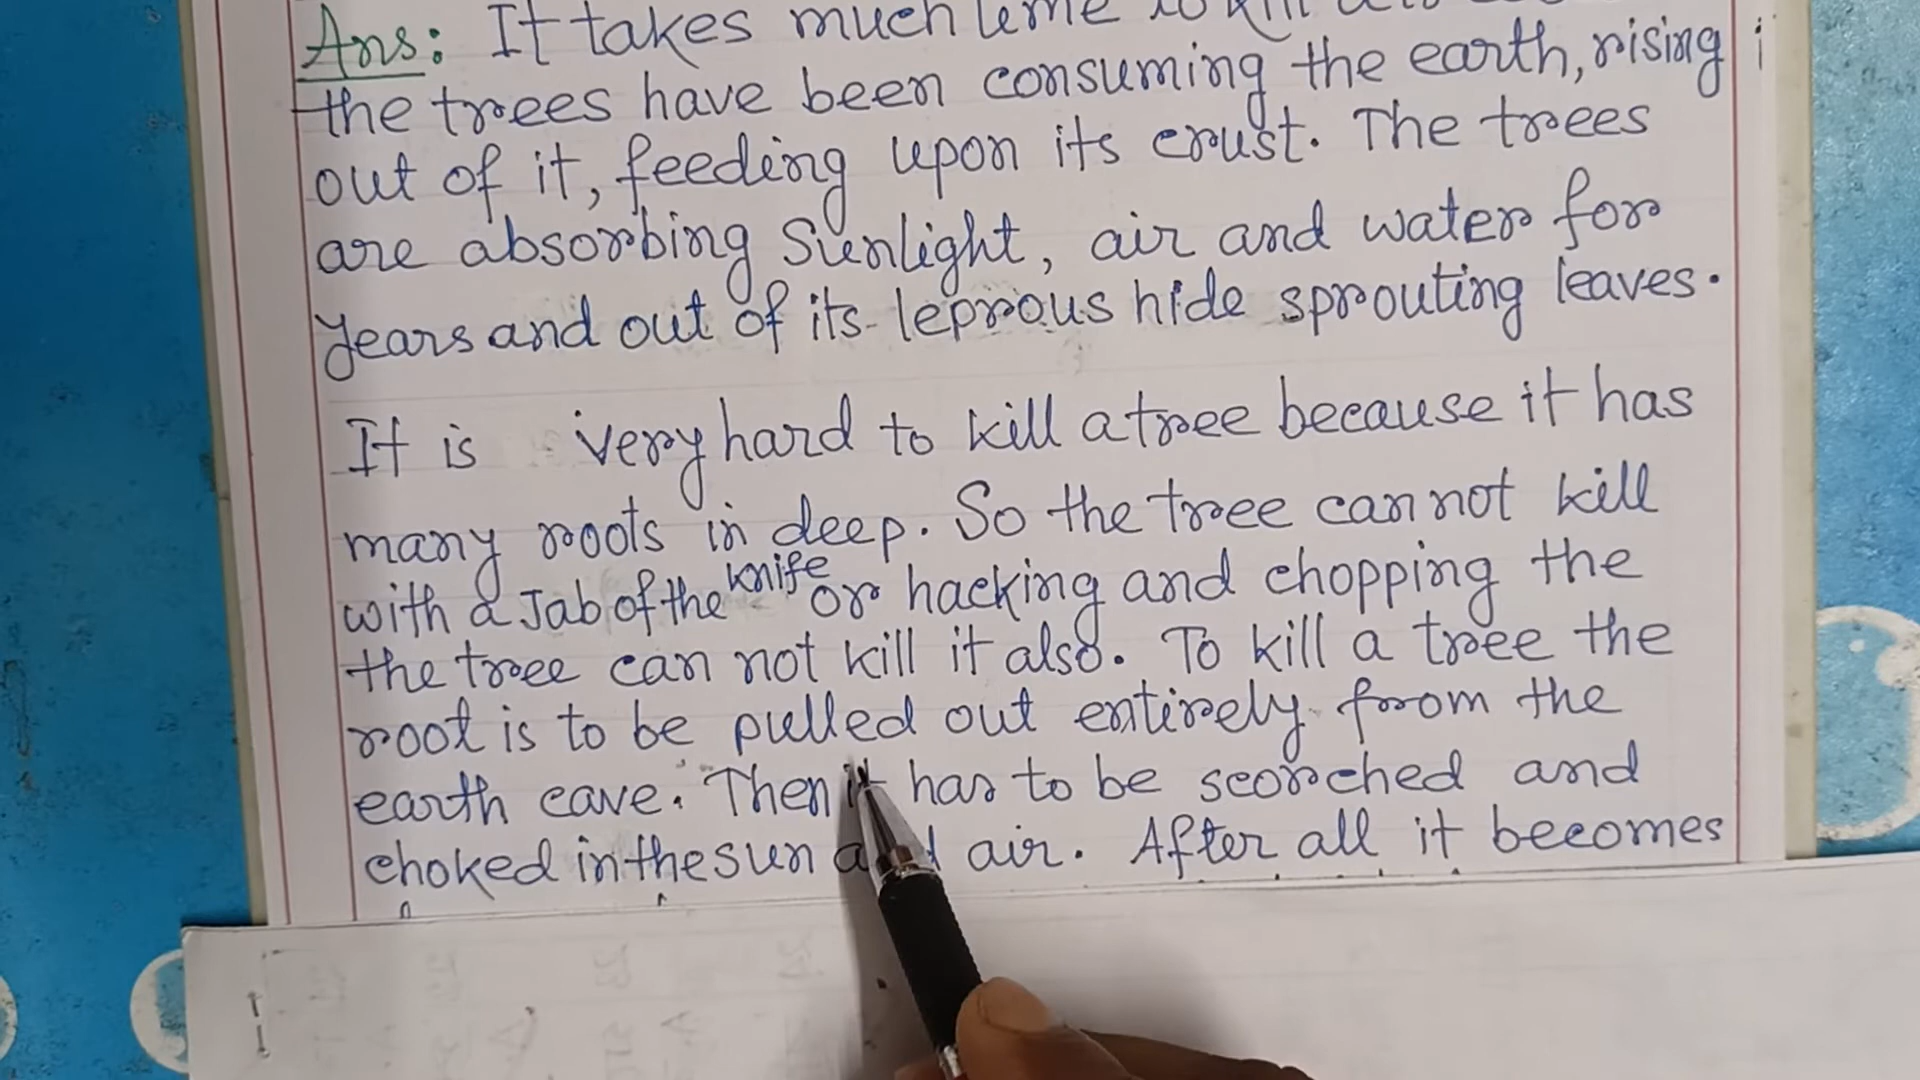 Ans: It takes much time to kill
the trees have been consuming the earth, rising
out of it, feeding upon its crust. The trees
are absorbing Sunlight, air and water for
years and out of its leprous hide sprouting leaves.
It is very hard to kill a tree because it has
many roots in deep. So the tree can not kill
with a Jab of the knife or hacking and chopping the
the tree can not kill it also. To kill a tree the
root is to be pulled out entirely from the
earth cave. Then it has to be scorched and
choked in the sun and air. After all it becomes